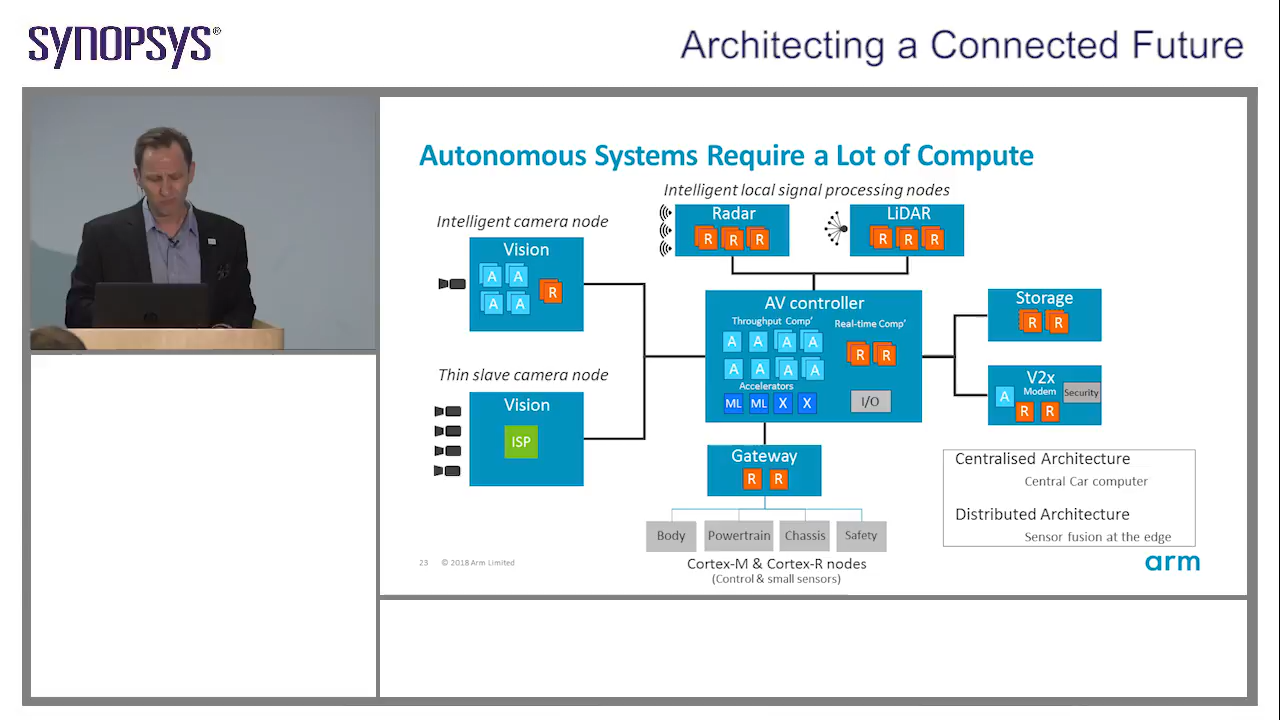 SYNOPSYS®
Architecting a Connected Future
Autonomous Systems Require a Lot of Compute
Intelligent local signal processing nodes
Intelligent camera node
Vision
A A
R
A A
Radar
R R R
LiDAR
R R R
AV controller
Throughput Comp'
Real-time Comp'
A A A A
R R
A A A A
Accelerators
ML ML X X
I/O
Storage
R R
V2x
Modem
A
Security
R R
Thin slave camera node
Vision
ISP
Gateway
R R
Body
Powertrain
Chassis
Safety
Cortex-M & Cortex-R nodes
(Control & small sensors)
Centralised Architecture
Central Car computer
Distributed Architecture
Sensor fusion at the edge
23 © 2018 Arm Limited
arm